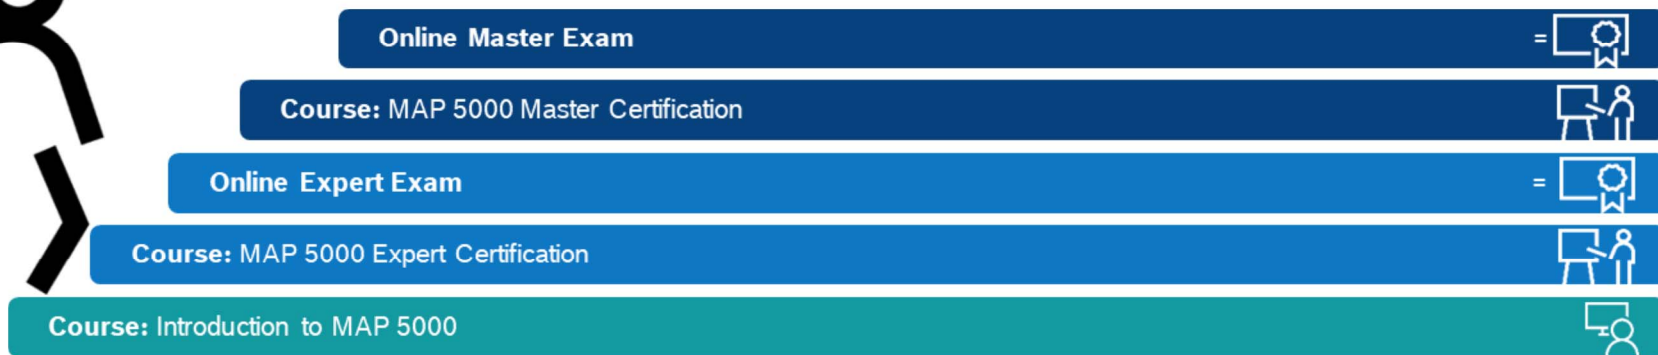 Online Master Exam =
Course: MAP 5000 Master Certification
Online Expert Exam =
Course: MAP 5000 Expert Certification
Course: Introduction to MAP 5000